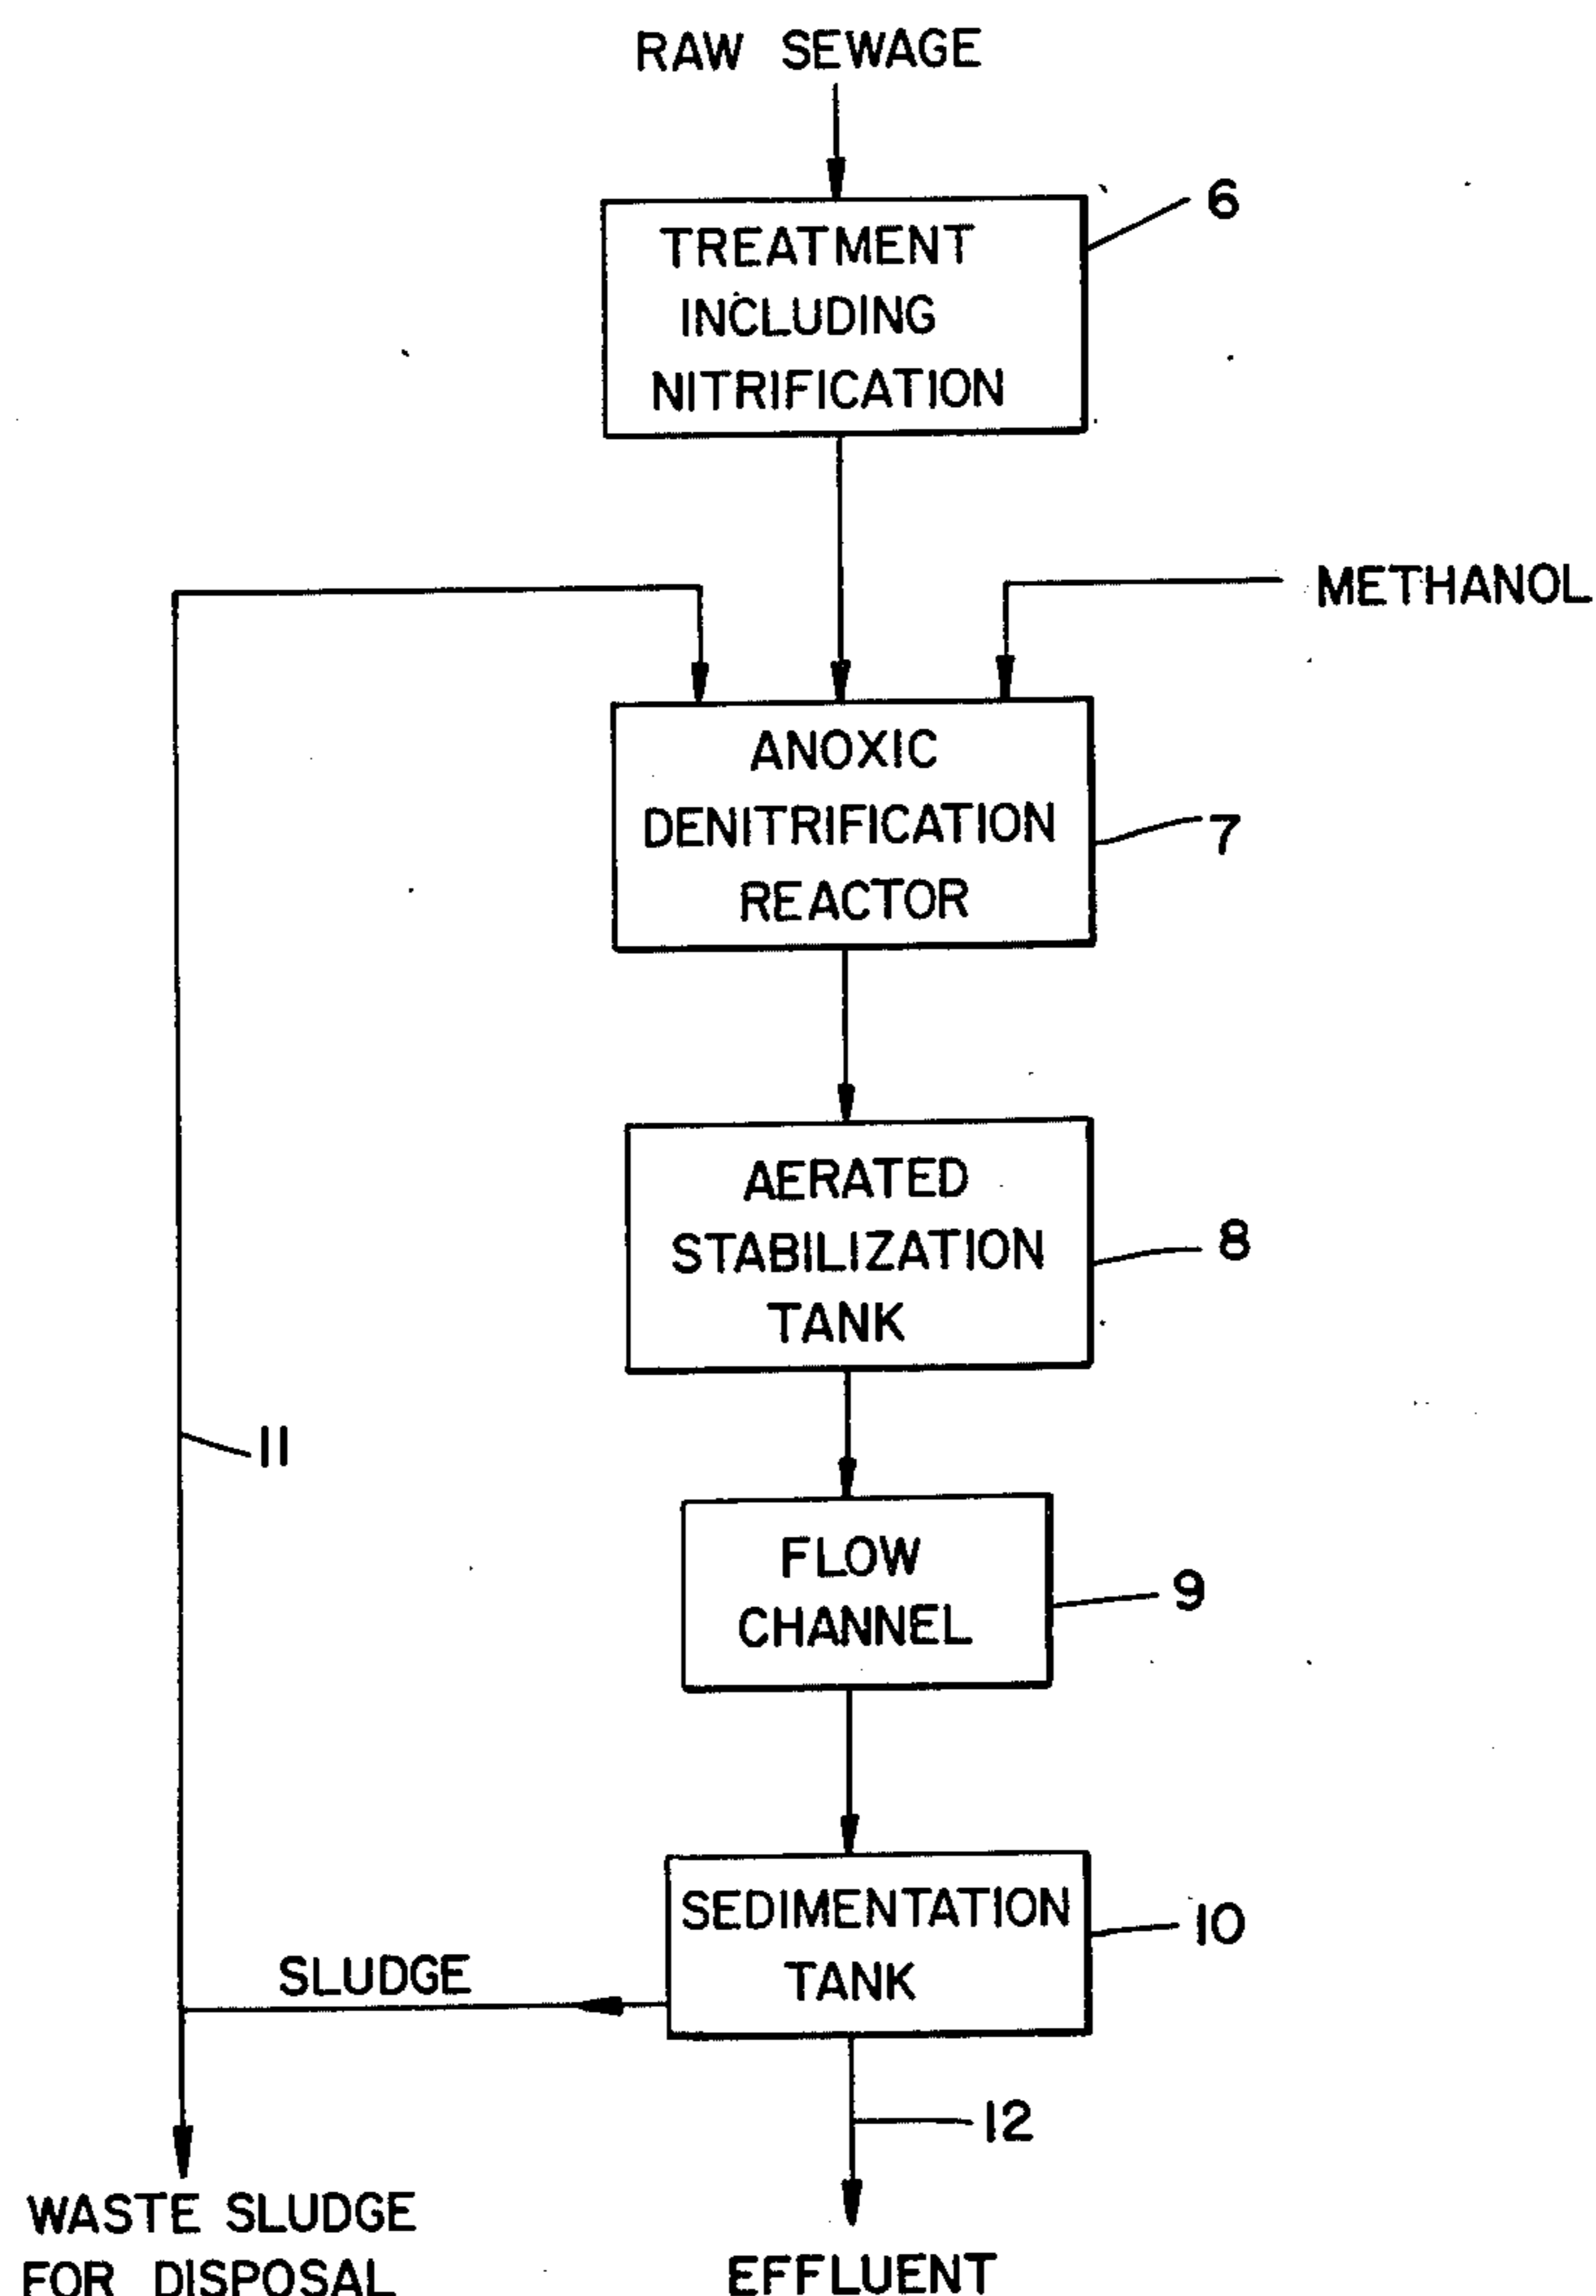 RAW SEWAGE
TREATMENT
INCLUDING
NITRIFICATION
6
METHANOL
ANOXIC
DENITRIFICATION
REACTOR
7
AERATED
STABILIZATION
TANK
8
11
FLOW
CHANNEL
9
SEDIMENTATION
TANK
10
SLUDGE
12
WASTE SLUDGE
FOR DISPOSAL
EFFLUENT